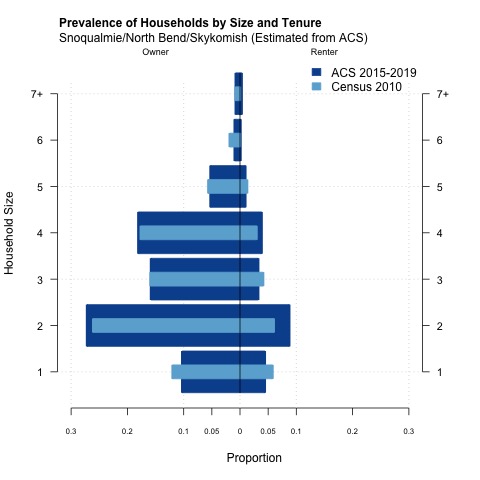 Prevalence of Households by Size and Tenure
Snoqualmie/North Bend/Skykomish (Estimated from ACS)
Owner Renter
ACS 2015-2019
Census 2010
7+ 7+
6 6
5 5
4 4
3 3
2 2
1 1
Household Size
0.3 0.2 0.1 0.05 0 0.05 0.1 0.2 0.3
Proportion